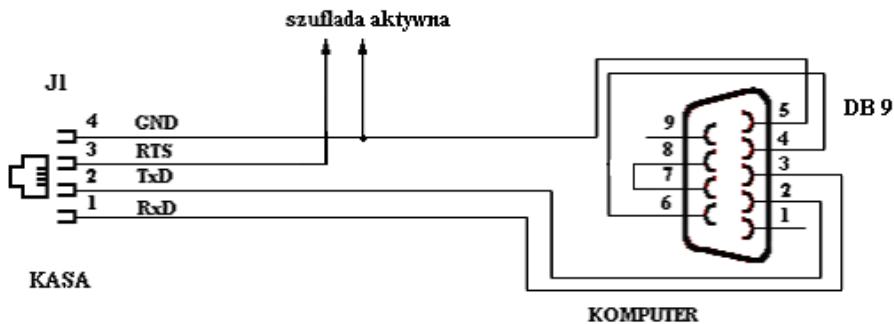 szuflada aktywna
J1
4 GND
3 RTS
2 TxD
1 RxD
KASA
DB 9
5
9
4
8
3
7
2
6
1
KOMPUTER